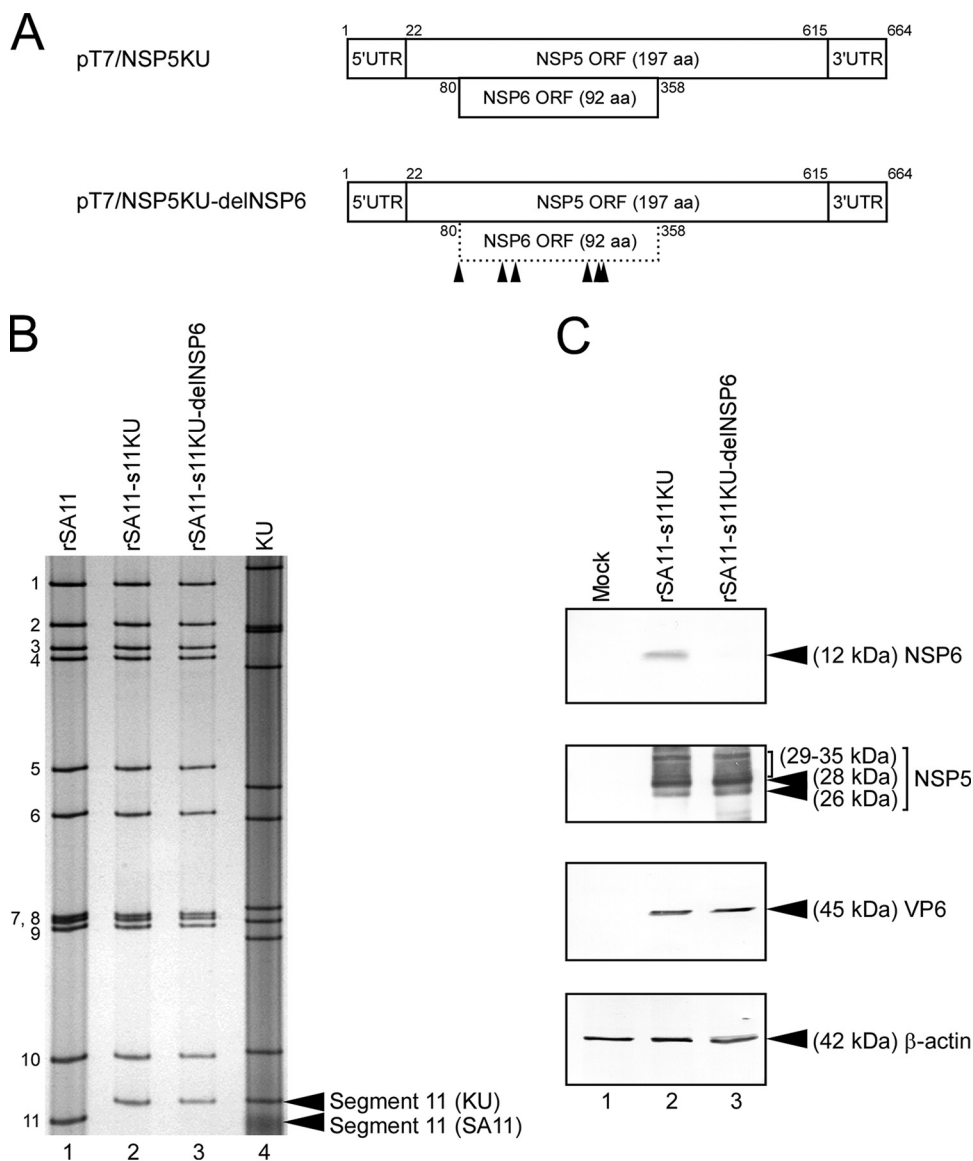 A
pT7/NSP5KU
1 22 615 664
5'UTR NSP5 ORF (197 aa) 3'UTR
80 NSP6 ORF (92 aa) 358
pT7/NSP5KU-delNSP6
1 22 615 664
5'UTR NSP5 ORF (197 aa) 3'UTR
80 NSP6 ORF (92 aa) 358
B
rSA11
rSA11-s11KU
rSA11-s11KU-delNSP6
KU
1
2
3
4
5
6
7, 8
9
10
11
Segment 11 (KU)
Segment 11 (SA11)
1 2 3 4
C
Mock
rSA11-s11KU
rSA11-s11KU-delNSP6
(12 kDa) NSP6
(29-35 kDa)
(28 kDa) NSP5
(26 kDa)
(45 kDa) VP6
(42 kDa) β-actin
1 2 3